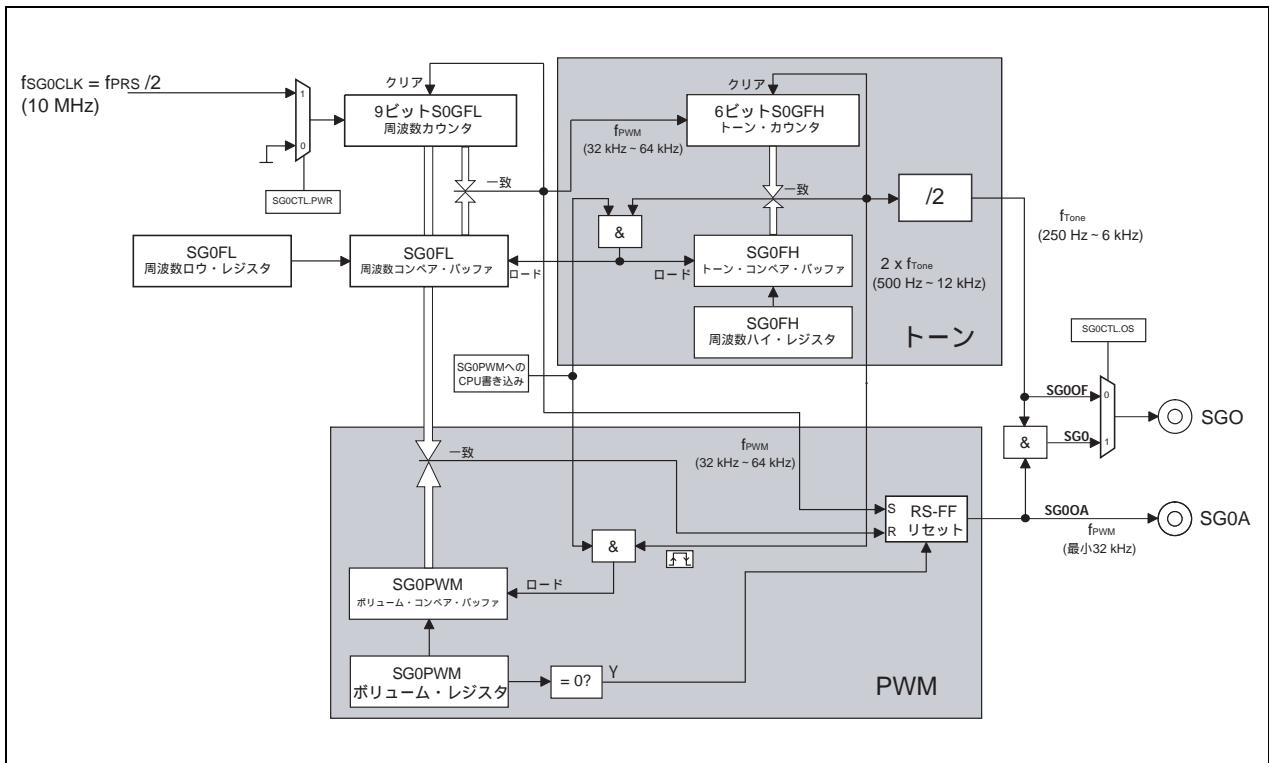 fSG0CLK = fPRS /2
(10 MHz)
1
0
SG0CTL.PWR
クリア
9ビットS0GFL
周波数カウンタ
一致
SG0FL
周波数ロウ・レジスタ
SG0FL
周波数コンペア・バッファ
ロード
fPWM
(32 kHz ~ 64 kHz)
クリア
6ビットS0GFH
トーン・カウンタ
一致
&
ロード
SG0FH
トーン・コンペア・バッファ
SG0FH
周波数ハイ・レジスタ
/2
2 x fTone
(500 Hz ~ 12 kHz)
トーン
fTone
(250 Hz ~ 6 kHz)
SG0CTL.OS
SG0OF
0
1
&
SG0
SGO
SG0PWMへの
CPU書き込み
一致
fPWM
(32 kHz ~ 64 kHz)
S
R
RS-FF
リセット
SG0OA
fPWM
(最小32 kHz)
SG0A
&
ロード
SG0PWM
ボリューム・コンペア・バッファ
SG0PWM
ボリューム・レジスタ
= 0?
Y
PWM